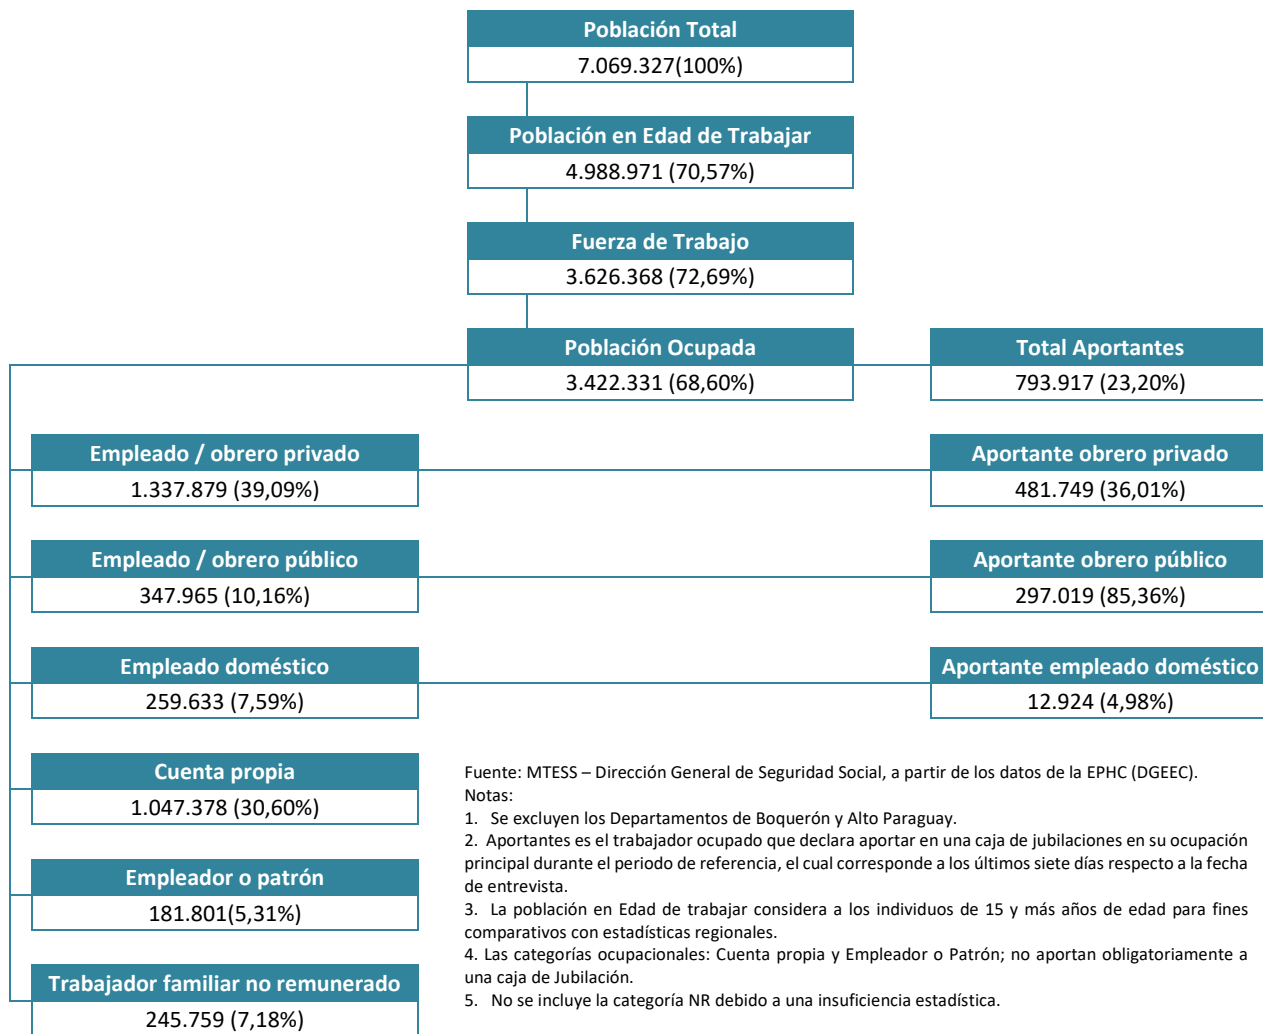 Población Total
7.069.327(100%)
Población en Edad de Trabajar
4.988.971 (70,57%)
Fuerza de Trabajo
3.626.368 (72,69%)
Población Ocupada
3.422.331 (68,60%)
Total Aportantes
793.917 (23,20%)
Empleado / obrero privado
1.337.879 (39,09%)
Aportante obrero privado
481.749 (36,01%)
Empleado / obrero público
347.965 (10,16%)
Aportante obrero público
297.019 (85,36%)
Empleado doméstico
259.633 (7,59%)
Aportante empleado doméstico
12.924 (4,98%)
Cuenta propia
1.047.378 (30,60%)
Empleador o patrón
181.801(5,31%)
Trabajador familiar no remunerado
245.759 (7,18%)
Fuente: MTESS – Dirección General de Seguridad Social, a partir de los datos de la EPHC (DGEEC).
Notas:
1. Se excluyen los Departamentos de Boquerón y Alto Paraguay.
2. Aportantes es el trabajador ocupado que declara aportar en una caja de jubilaciones en su ocupación
principal durante el periodo de referencia, el cual corresponde a los últimos siete días respecto a la fecha
de entrevista.
3. La población en Edad de trabajar considera a los individuos de 15 y más años de edad para fines
comparativos con estadísticas regionales.
4. Las categorías ocupacionales: Cuenta propia y Empleador o Patrón; no aportan obligatoriamente a
una caja de Jubilación.
5. No se incluye la categoría NR debido a una insuficiencia estadística.